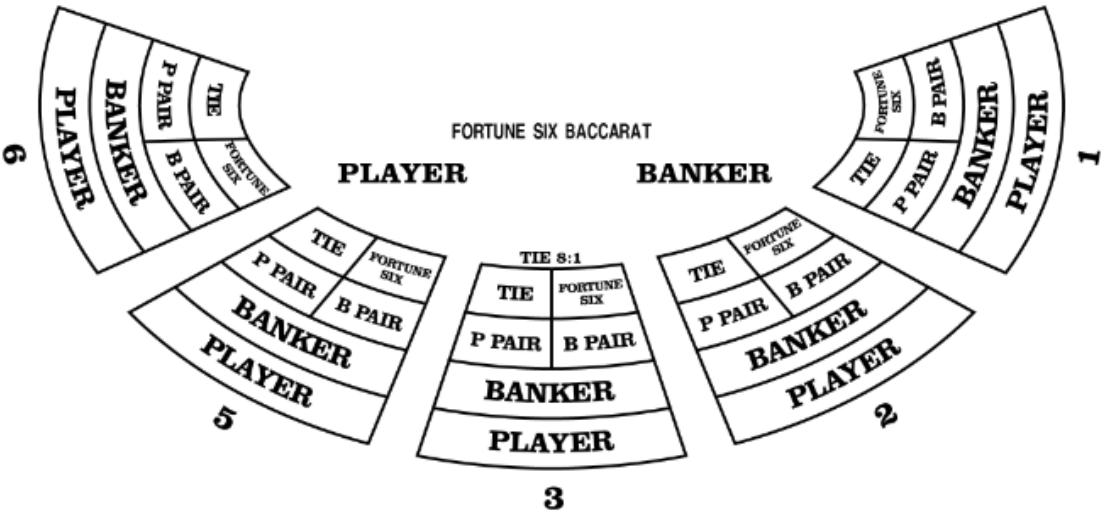 FORTUNE SIX BACCARAT
PLAYER
BANKER
TIE 8:1
TIE
P PAIR
FORTUNE
SIX
B PAIR
BANKER
PLAYER
6
TIE
FORTUNE
SIX
P PAIR
B PAIR
BANKER
PLAYER
5
TIE
FORTUNE
SIX
P PAIR
B PAIR
BANKER
PLAYER
3
TIE
FORTUNE
SIX
P PAIR
B PAIR
BANKER
PLAYER
2
FORTUNE
SIX
B PAIR
TIE
P PAIR
BANKER
PLAYER
1